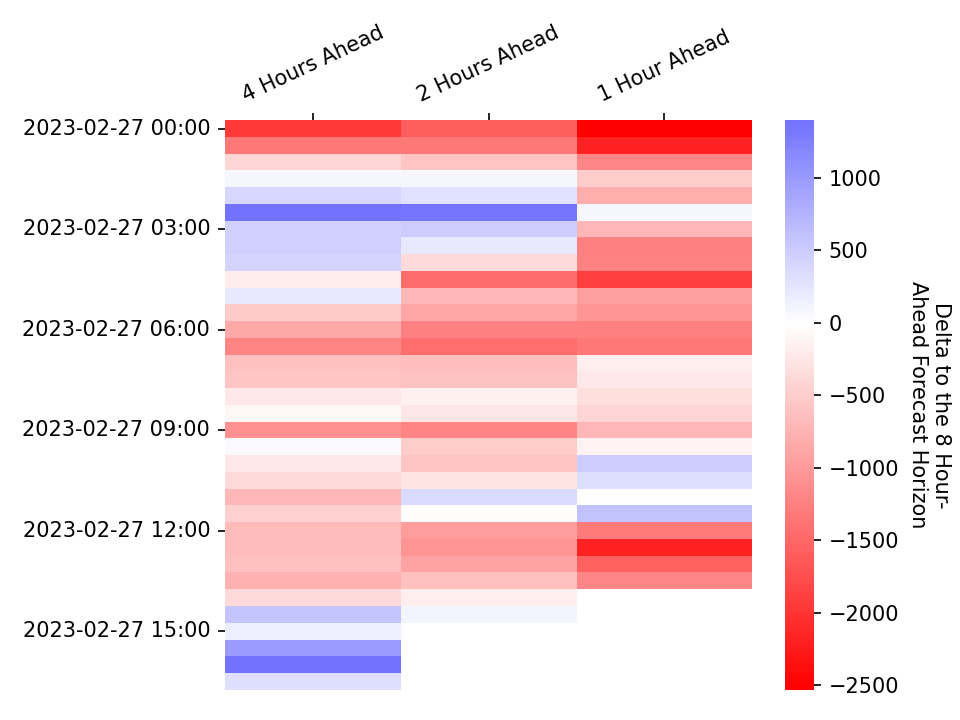 4 Hours Ahead
2 Hours Ahead
1 Hour Ahead
2023-02-27 00:00
2023-02-27 03:00
2023-02-27 06:00
2023-02-27 09:00
2023-02-27 12:00
2023-02-27 15:00
1000
500
0
−500
−1000
−1500
−2000
−2500
Delta to the 8 Hour-
Ahead Forecast Horizon